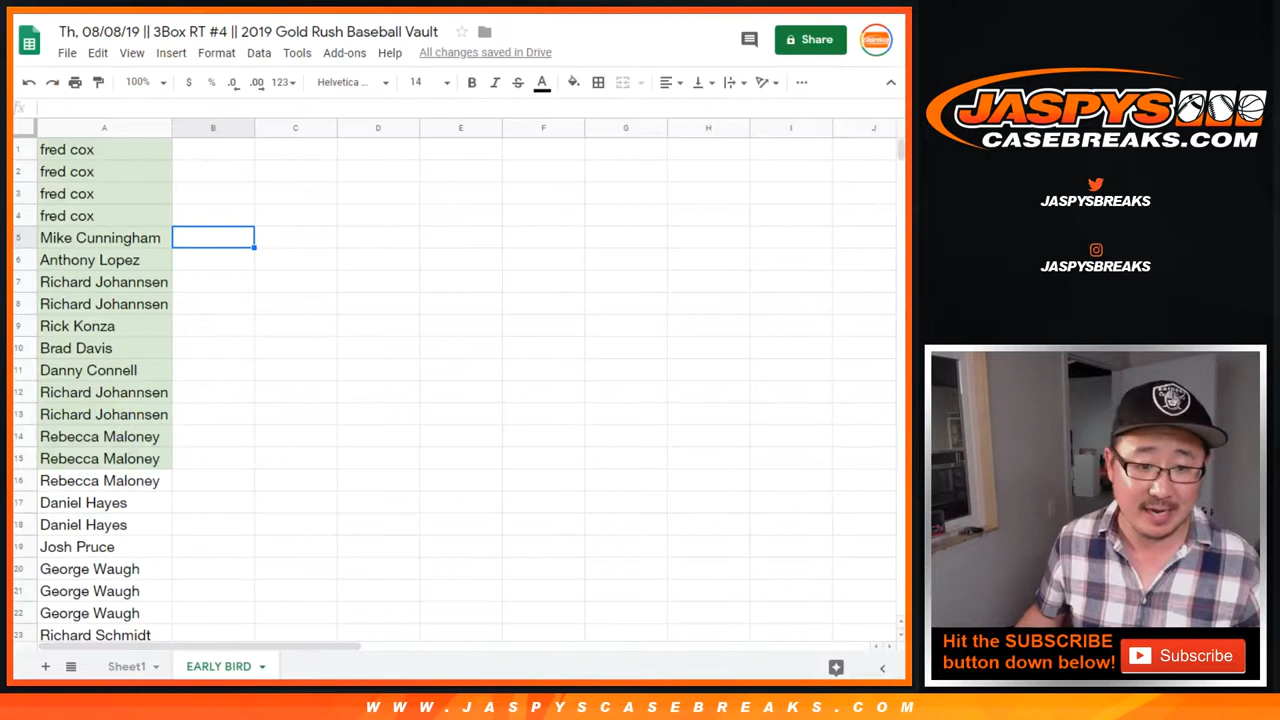 Th, 08/08/19 || 3Box RT #4 || 2019 Gold Rush Baseball Vault
File Edit View Insert Format Data Tools Add-ons Help All changes saved in Drive
Share
100% $ % .0 .00 123 Helvetica ... 14 B I S A
fx
A B C D E F G H I J
1 fred cox
2 fred cox
3 fred cox
4 fred cox
5 Mike Cunningham
6 Anthony Lopez
7 Richard Johannsen
8 Richard Johannsen
9 Rick Konza
10 Brad Davis
11 Danny Connell
12 Richard Johannsen
13 Richard Johannsen
14 Rebecca Maloney
15 Rebecca Maloney
16 Rebecca Maloney
17 Daniel Hayes
18 Daniel Hayes
19 Josh Pruce
20 George Waugh
21 George Waugh
22 George Waugh
23 Richard Schmidt
Sheet1 EARLY BIRD
JASPYS
CASEBREAKS.COM
JASPYSBREAKS
JASPYSBREAKS
RAIDERS
Hit the SUBSCRIBE
button down below!
Subscribe
WWW.JASPYSCASEBREAKS.COM